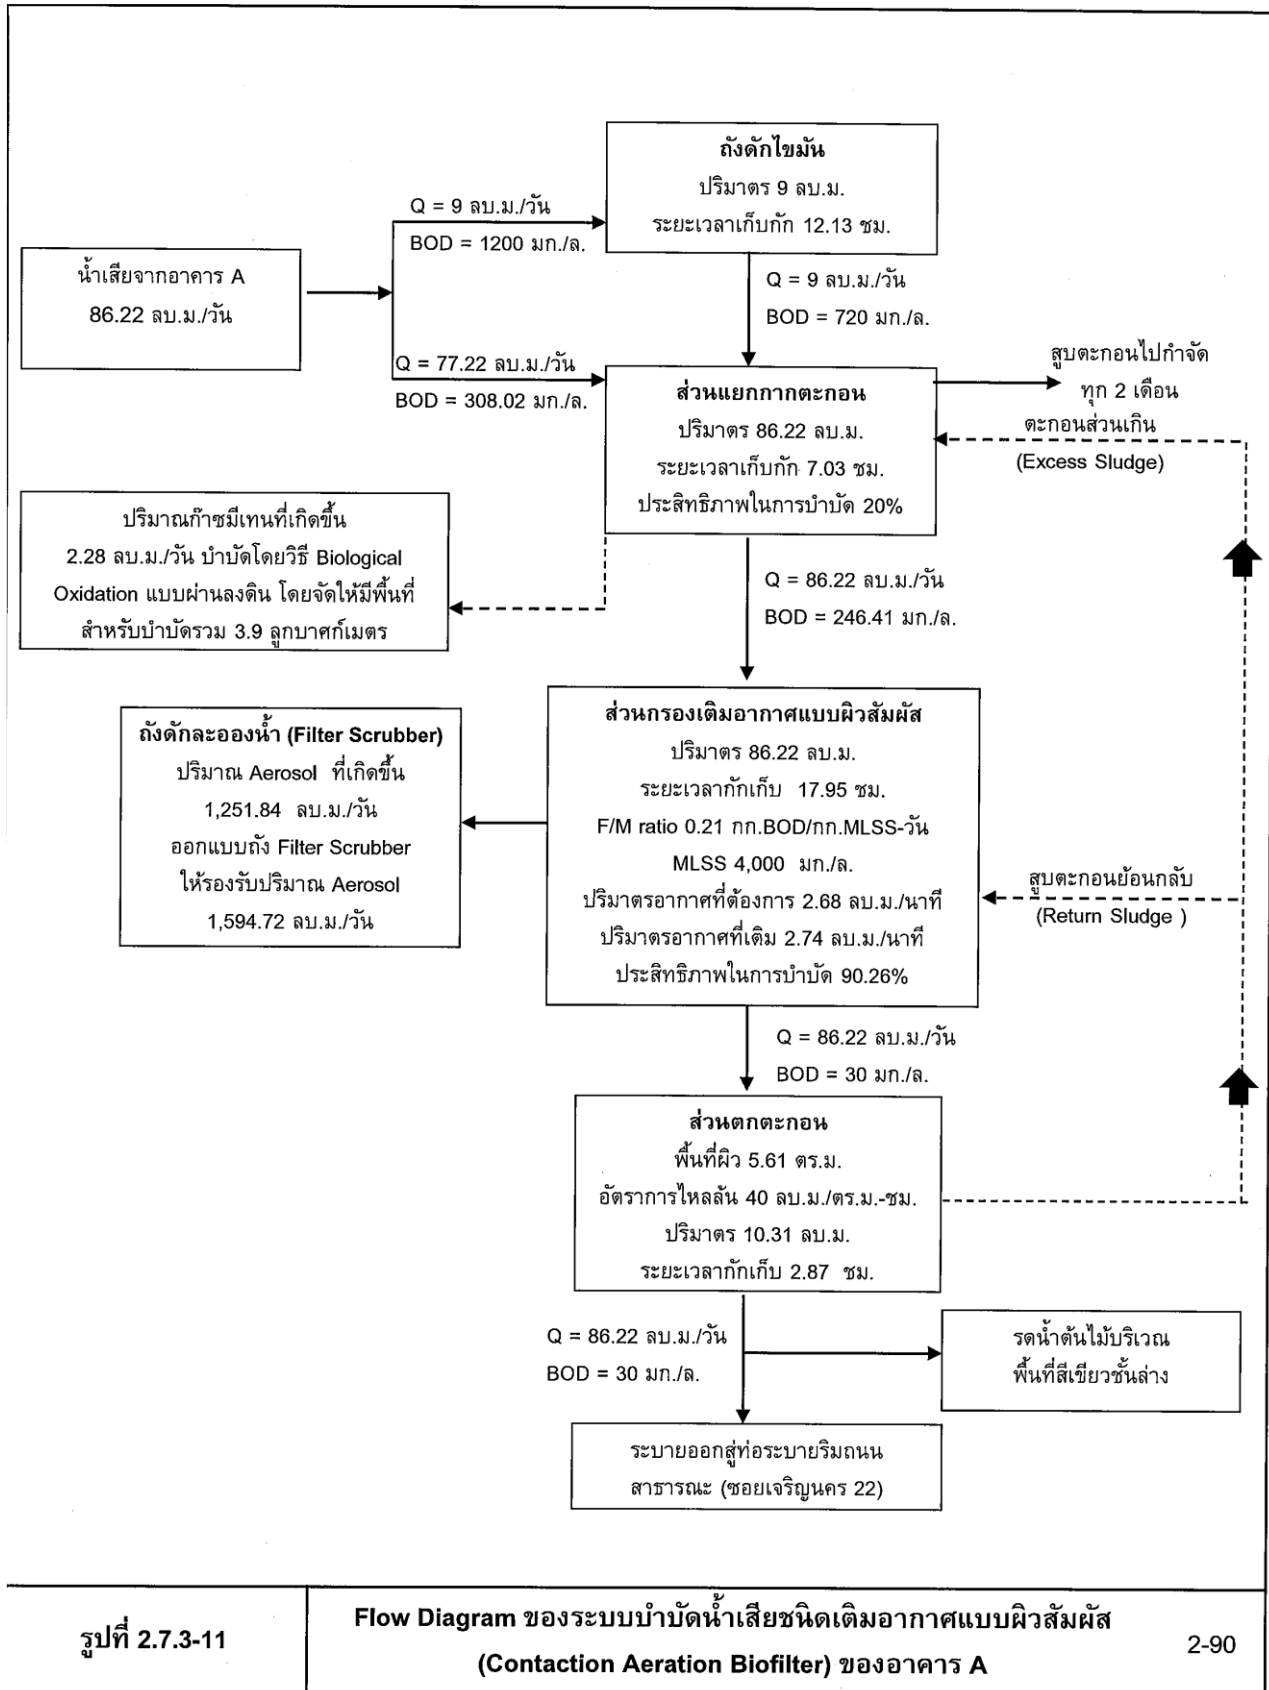 ถังดักไขมัน
ปริมาตร 9 ลบ.ม.
ระยะเวลาเก็บกัก 12.13 ชม.
Q = 9 ลบ.ม./วัน
BOD = 1200 มก./ล.
น้ำเสียจากอาคาร A
86.22 ลบ.ม./วัน
Q = 9 ลบ.ม./วัน
BOD = 720 มก./ล.
Q = 77.22 ลบ.ม./วัน
BOD = 308.02 มก./ล.
ส่วนแยกกากตะกอน
ปริมาตร 86.22 ลบ.ม.
ระยะเวลาเก็บกัก 7.03 ชม.
ประสิทธิภาพในการบำบัด 20%
สูบตะกอนไปกำจัด
ทุก 2 เดือน
ตะกอนส่วนเกิน
(Excess Sludge)
ปริมาณก๊าซมีเทนที่เกิดขึ้น
2.28 ลบ.ม./วัน บำบัดโดยวิธี Biological
Oxidation แบบผ่านลงดิน โดยจัดให้มีพื้นที่
สำหรับบำบัดรวม 3.9 ลูกบาศก์เมตร
Q = 86.22 ลบ.ม./วัน
BOD = 246.41 มก./ล.
ส่วนกรองเติมอากาศแบบผิวสัมผัส
ปริมาตร 86.22 ลบ.ม.
ระยะเวลากักเก็บ 17.95 ชม.
F/M ratio 0.21 กก.BOD/กก.MLSS-วัน
MLSS 4,000 มก./ล.
ปริมาตรอากาศที่ต้องการ 2.68 ลบ.ม./นาที
ปริมาตรอากาศที่เติม 2.74 ลบ.ม./นาที
ประสิทธิภาพในการบำบัด 90.26%
ถังดักละอองน้ำ (Filter Scrubber)
ปริมาณ Aerosol ที่เกิดขึ้น
1,251.84 ลบ.ม./วัน
ออกแบบถัง Filter Scrubber
ให้รองรับปริมาณ Aerosol
1,594.72 ลบ.ม./วัน
สูบตะกอนย้อนกลับ
(Return Sludge )
Q = 86.22 ลบ.ม./วัน
BOD = 30 มก./ล.
ส่วนตกตะกอน
พื้นที่ผิว 5.61 ตร.ม.
อัตราการไหลล้น 40 ลบ.ม./ตร.ม.-ชม.
ปริมาตร 10.31 ลบ.ม.
ระยะเวลากักเก็บ 2.87 ชม.
Q = 86.22 ลบ.ม./วัน
BOD = 30 มก./ล.
รดน้ำต้นไม้บริเวณ
พื้นที่สีเขียวชั้นล่าง
ระบายออกสู่ท่อระบายริมถนน
สาธารณะ (ซอยเจริญนคร 22)
รูปที่ 2.7.3-11
Flow Diagram ของระบบบำบัดน้ำเสียชนิดเติมอากาศแบบผิวสัมผัส
(Contaction Aeration Biofilter) ของอาคาร A
2-90